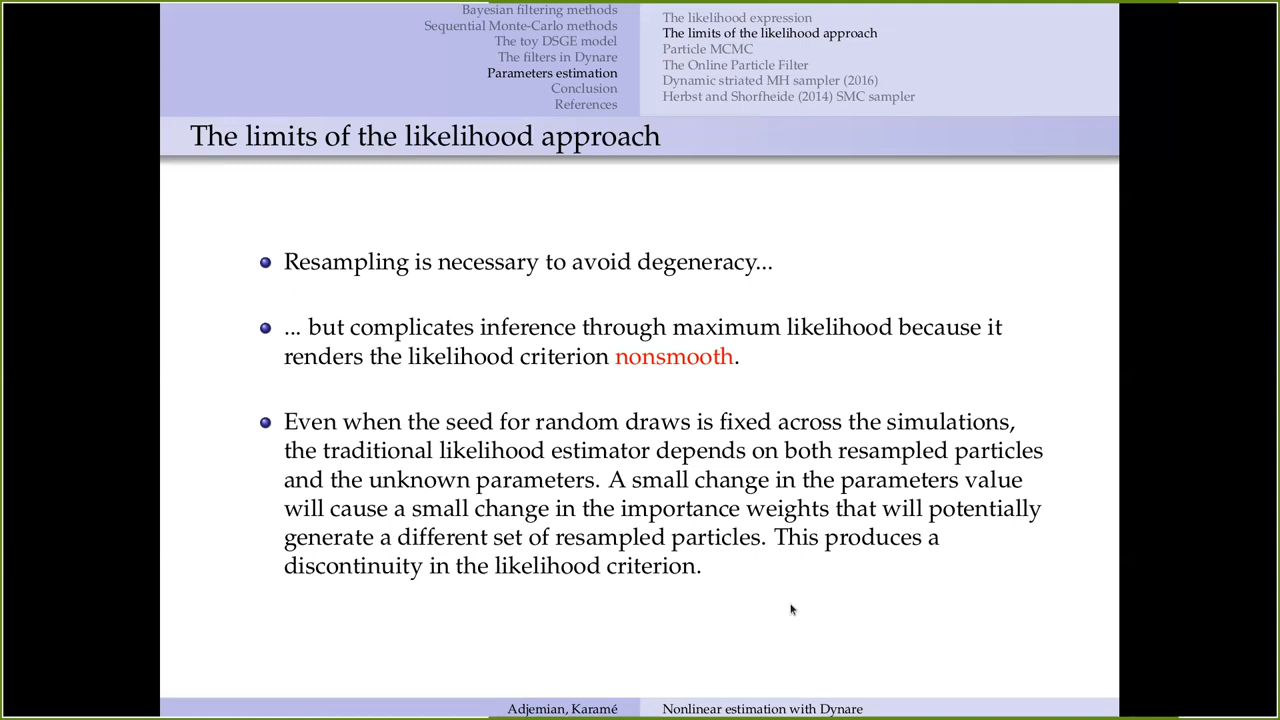 Bayesian filtering methods
Sequential Monte-Carlo methods
The toy DSGE model
The filters in Dynare
Parameters estimation
Conclusion
References
The likelihood expression
The limits of the likelihood approach
Particle MCMC
The Online Particle Filter
Dynamic striated MH sampler (2016)
Herbst and Shorfheide (2014) SMC sampler
The limits of the likelihood approach
Resampling is necessary to avoid degeneracy...
... but complicates inference through maximum likelihood because it
renders the likelihood criterion nonsmooth.
Even when the seed for random draws is fixed across the simulations,
the traditional likelihood estimator depends on both resampled particles
and the unknown parameters. A small change in the parameters value
will cause a small change in the importance weights that will potentially
generate a different set of resampled particles. This produces a
discontinuity in the likelihood criterion.
Adjemian, Karamé
Nonlinear estimation with Dynare